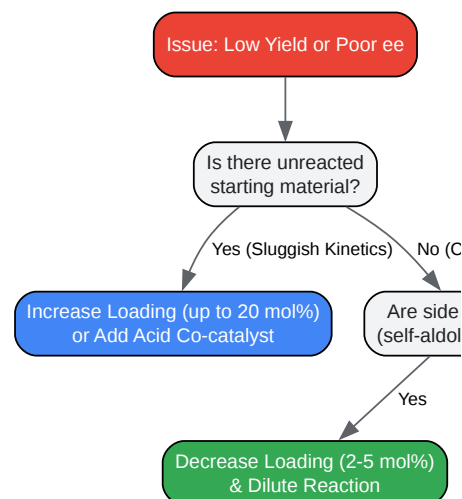 Issue: Low Yield or Poor ee
Is there unreacted
starting material?
Yes (Sluggish Kinetics)
No (C
Increase Loading (up to 20 mol%)
or Add Acid Co-catalyst
Are side
(self-aldol
Yes
Decrease Loading (2-5 mol%)
& Dilute Reaction